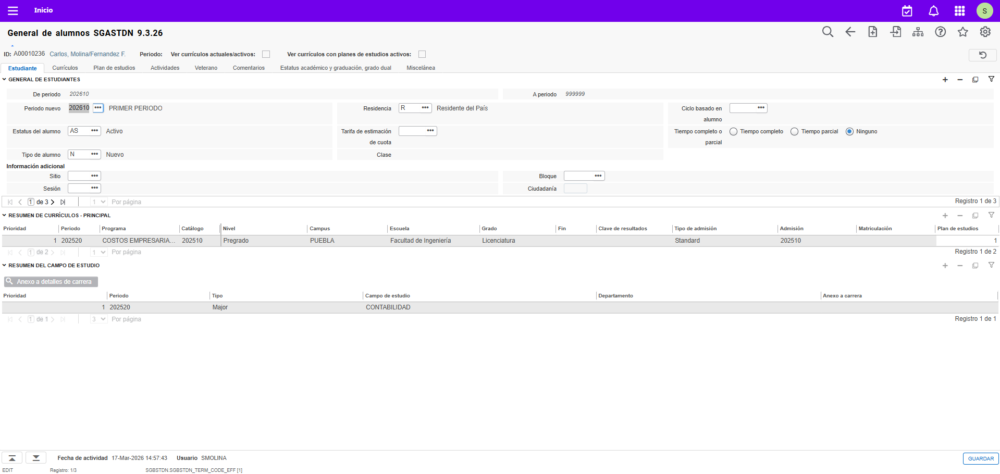 Inicio
S
General de alumnos SGASTDN 9.3.26
ID: A00010236 Carlos, Molina/Fernandez F. Periodo: Ver currículos actuales/activos: Ver currículos con planes de estudios activos:
Estudiante Currículos Plan de estudios Actividades Veterano Comentarios Estatus académico y graduación, grado dual Miscelánea
GENERAL DE ESTUDIANTES
De periodo 202610 A periodo 999999
Periodo nuevo 202610 ••• PRIMER PERIODO Residencia R ••• Residente del País Ciclo basado en alumno •••
Estatus del alumno AS ••• Activo Tarifa de estimación de cuota ••• Tiempo completo o parcial Tiempo completo Tiempo parcial Ninguno
Tipo de alumno N ••• Nuevo Clase
Información adicional
Sitio ••• Bloque •••
Sesión ••• Ciudadanía
1 de 3 1 Por página Registro 1 de 3
RESUMEN DE CURRÍCULOS - PRINCIPAL
Prioridad Periodo Programa Catálogo Nivel Campus Escuela Grado Fin Clave de resultados Tipo de admisión Admisión Matriculación Plan de estudios
1 202520 COSTOS EMPRESARIA... 202510 Pregrado PUEBLA Facultad de Ingeniería Licenciatura Standard 202510 1
1 de 2 1 Por página Registro 1 de 2
RESUMEN DEL CAMPO DE ESTUDIO
Anexo a detalles de carrera
Prioridad Periodo Tipo Campo de estudio Departamento Anexo a carrera
1 202520 Major CONTABILIDAD
1 de 1 3 Por página Registro 1 de 1
Fecha de actividad 17-Mar-2026 14:57:43 Usuario SMOLINA GUARDAR
EDIT Registro: 1/3 SGBSTDN.SGBSTDN_TERM_CODE_EFF [1]